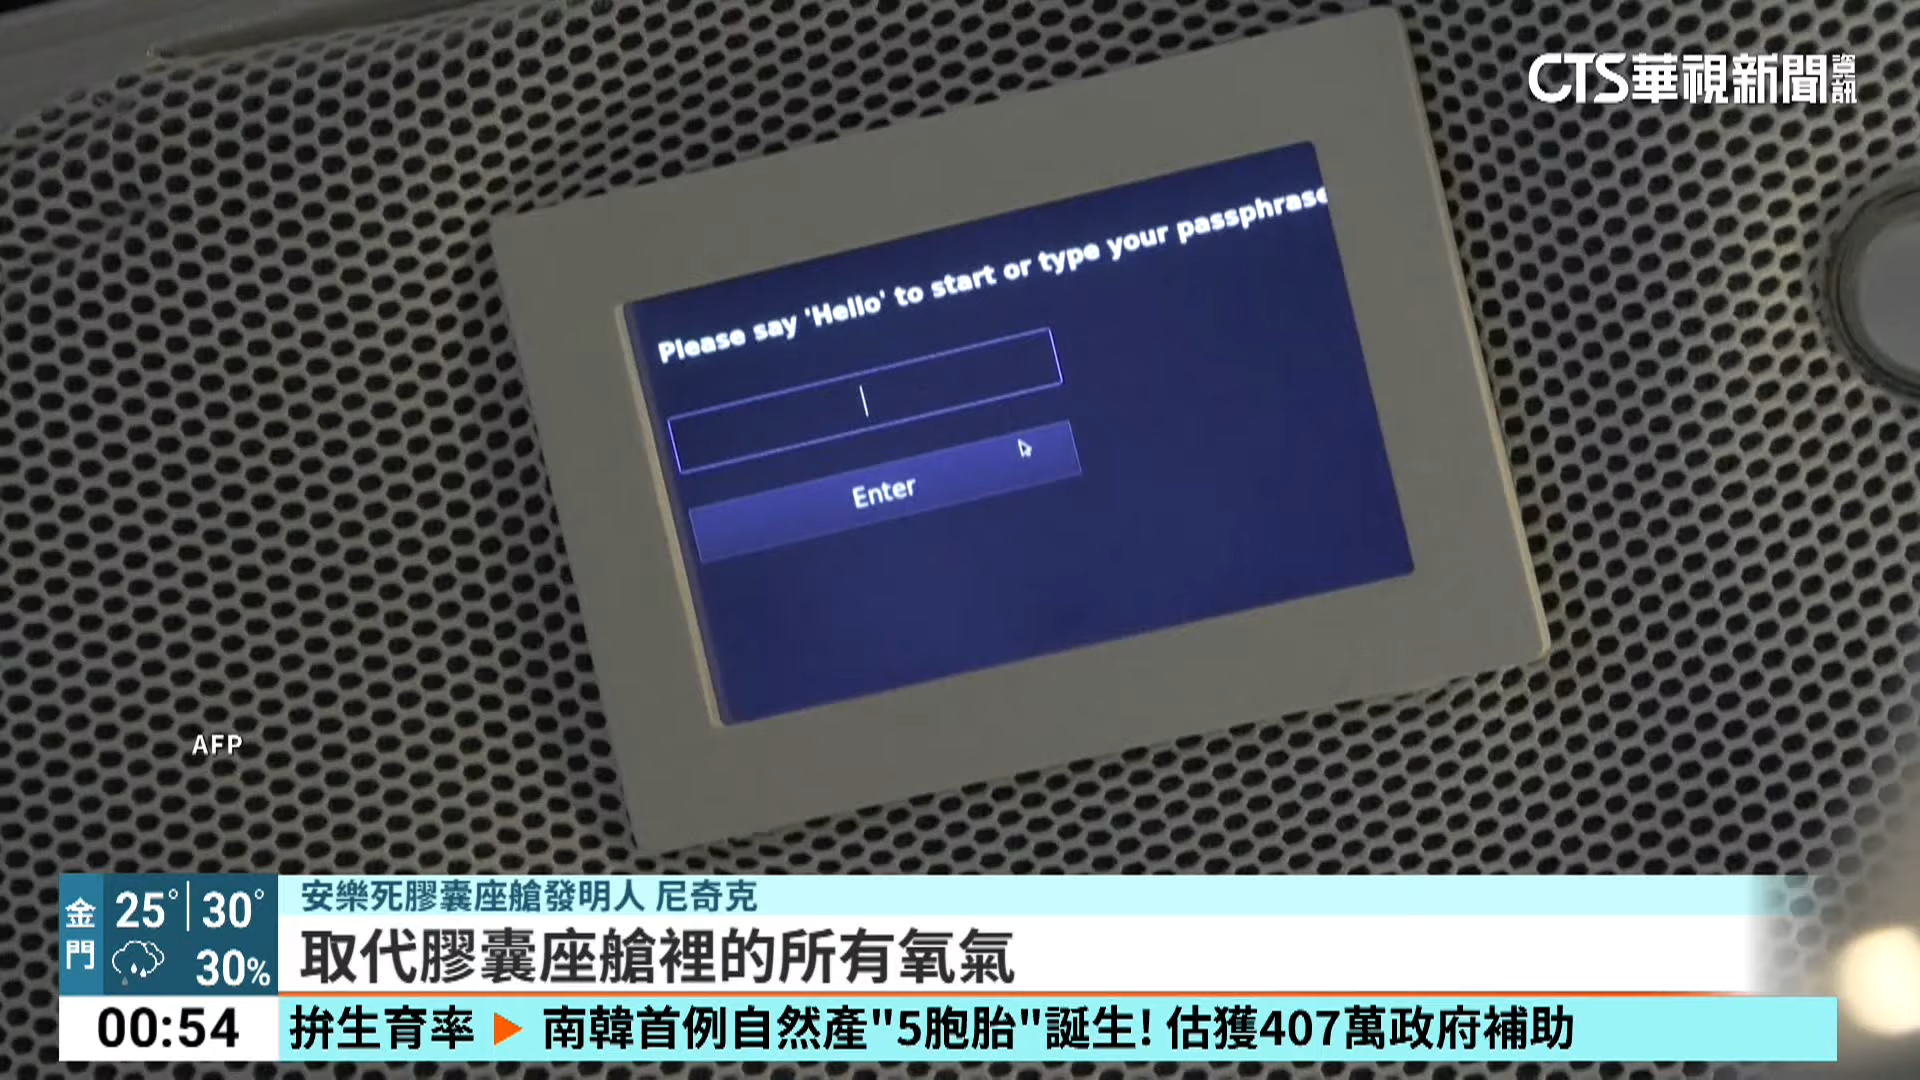 CTS華視新聞資訊
Please say 'Hello' to start or type your passphrase
Enter
AFP
金門
25°|30°
30%
安樂死膠囊座艙發明人 尼奇克
取代膠囊座艙裡的所有氧氣
00:54
拚生育率▶南韓首例自然產"5胞胎"誕生!估獲407萬政府補助